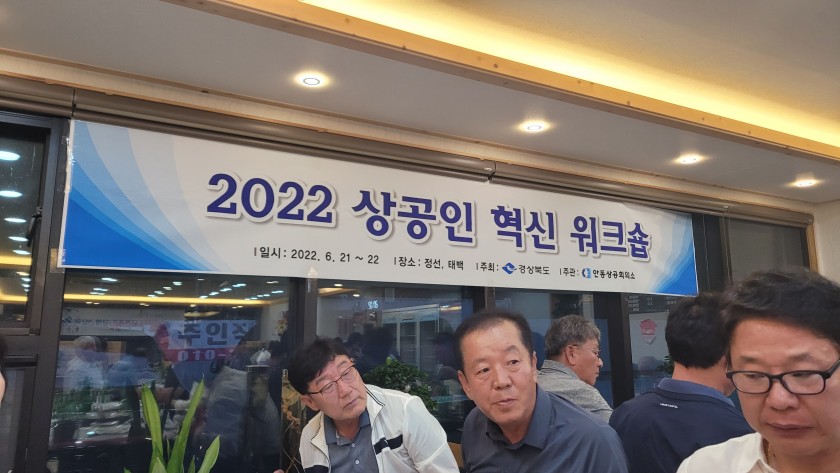 2022 상공인 혁신 워크숍
일시: 2022. 6. 21 ~ 22 장소: 정선, 태백 주최: 경상북도 주관: 안동상공회의소